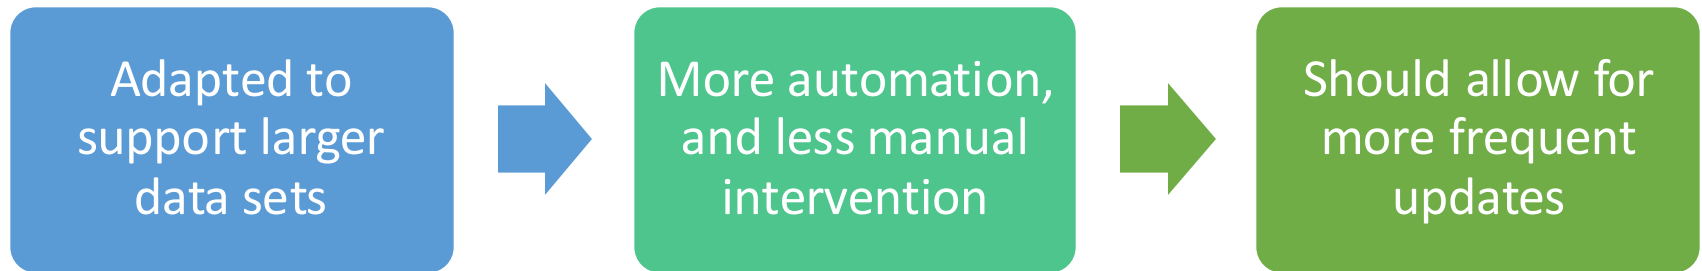 Adapted to
support larger
data sets
More automation,
and less manual
intervention
Should allow for
more frequent
updates